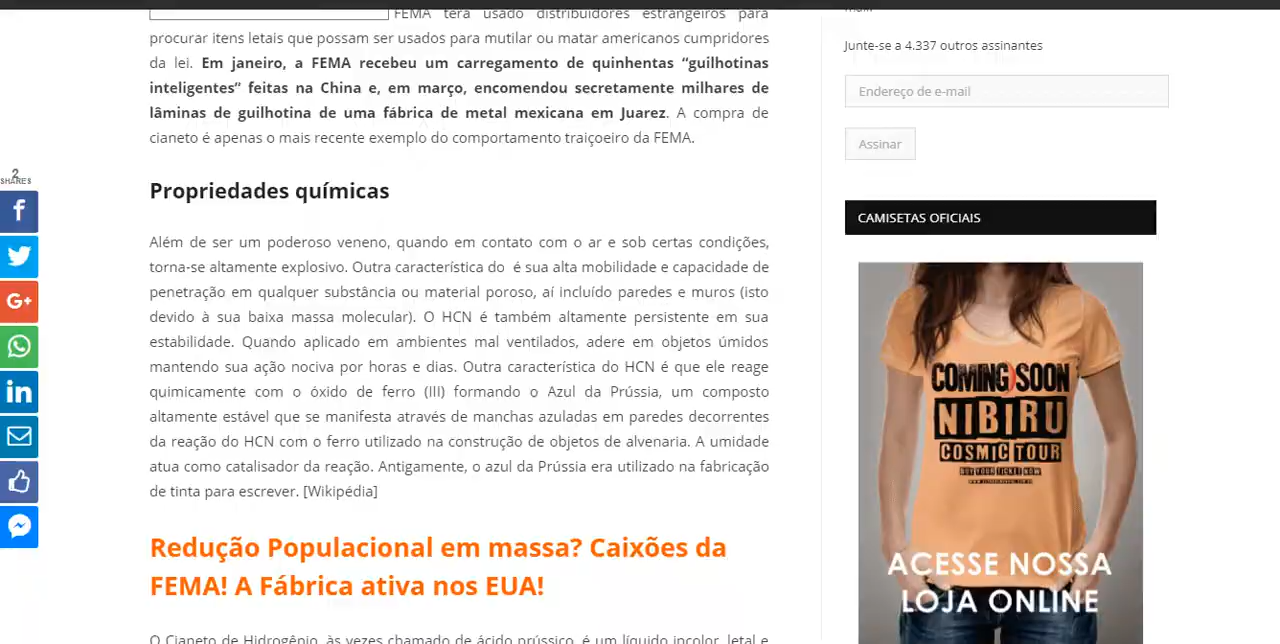 FEMA terá usado distribuidores estrangeiros para
procurar itens letais que possam ser usados para mutilar ou matar americanos cumpridores
da lei. Em janeiro, a FEMA recebeu um carregamento de quinhentas “guilhotinas
inteligentes” feitas na China e, em março, encomendou secretamente milhares de
lâminas de guilhotina de uma fábrica de metal mexicana em Juarez. A compra de
cianeto é apenas o mais recente exemplo do comportamento traiçoeiro da FEMA.
Propriedades químicas
Além de ser um poderoso veneno, quando em contato com o ar e sob certas condições,
torna-se altamente explosivo. Outra característica do é sua alta mobilidade e capacidade de
penetração em qualquer substância ou material poroso, aí incluído paredes e muros (isto
devido à sua baixa massa molecular). O HCN é também altamente persistente em sua
estabilidade. Quando aplicado em ambientes mal ventilados, adere em objetos úmidos
mantendo sua ação nociva por horas e dias. Outra característica do HCN é que ele reage
quimicamente com o óxido de ferro (III) formando o Azul da Prússia, um composto
altamente estável que se manifesta através de manchas azuladas em paredes decorrentes
da reação do HCN com o ferro utilizado na construção de objetos de alvenaria. A umidade
atua como catalisador da reação. Antigamente, o azul da Prússia era utilizado na fabricação
de tinta para escrever. [Wikipédia]
Redução Populacional em massa? Caixões da
FEMA! A Fábrica ativa nos EUA!
O Cianeto de Hidrogênio, às vezes chamado de ácido prússico, é um líquido incolor, letal e
2
SHARES
Junte-se a 4.337 outros assinantes
Endereço de e-mail
Assinar
CAMISETAS OFICIAIS
COMING SOON
NIBIRU
COSMIC TOUR
BUY YOUR TICKET NOW
ACESSE NOSSA
LOJA ONLINE